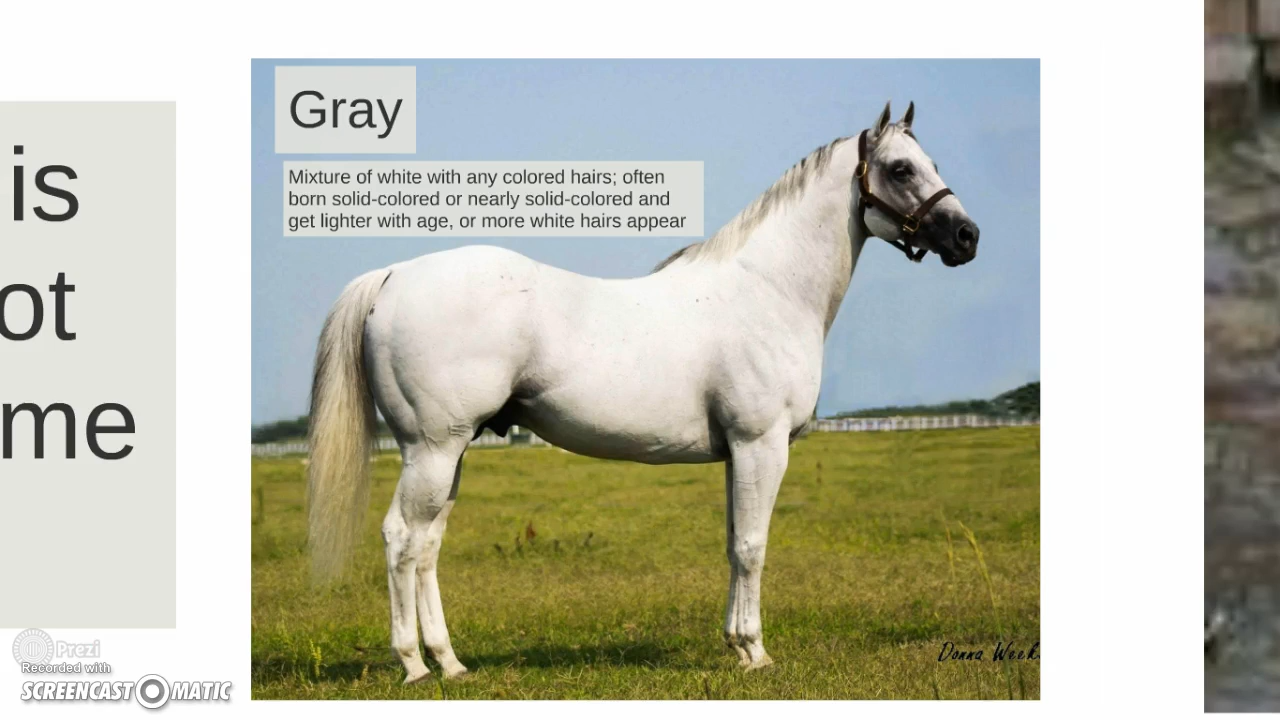 is
ot
me
Gray
Mixture of white with any colored hairs; often
born solid-colored or nearly solid-colored and
get lighter with age, or more white hairs appear
Donna Week
Prezi
Recorded with
SCREENCAST-O-MATIC